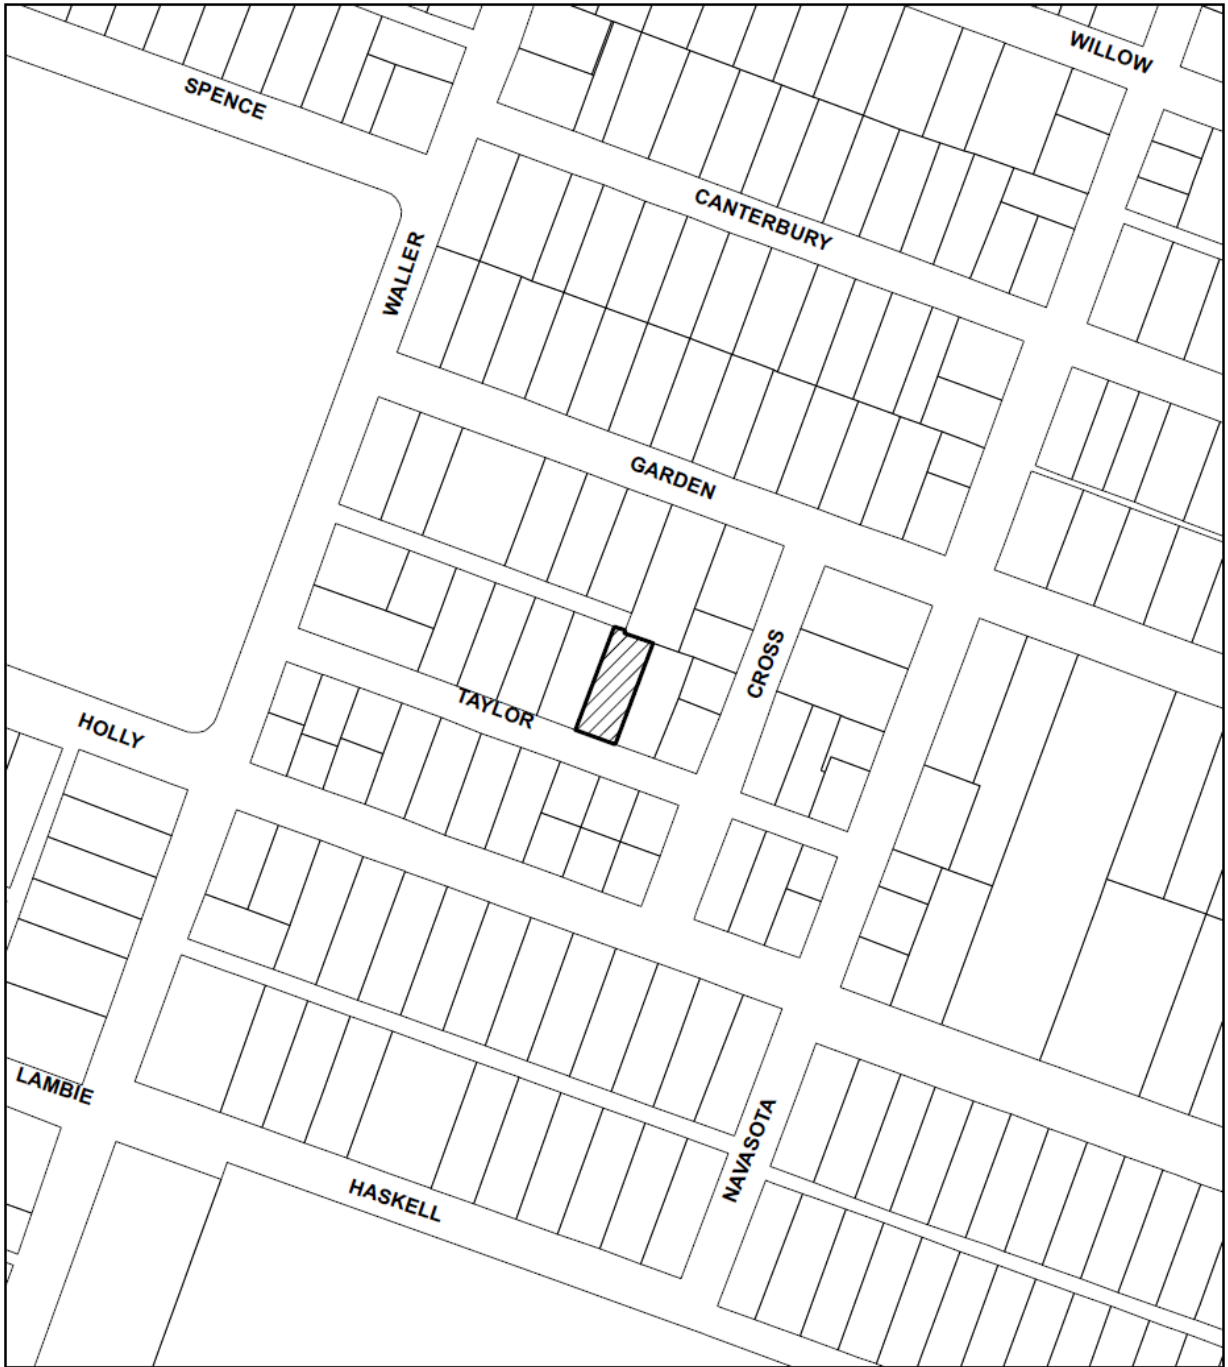 WILLOW
SPENCE
CANTERBURY
WALLER
GARDEN
CROSS
TAYLOR
HOLLY
LAMBIE
NAVASOTA
HASKELL